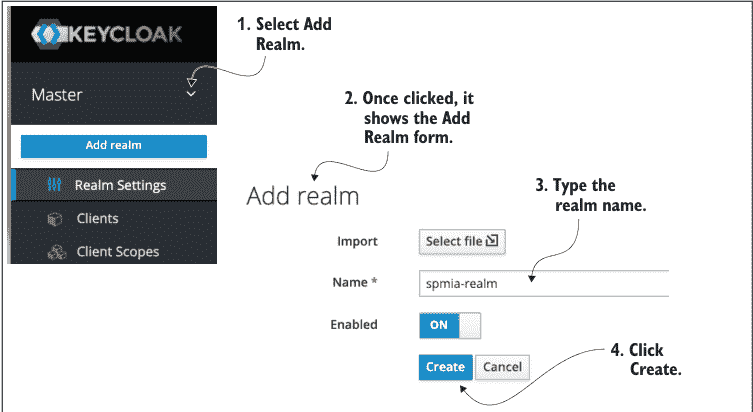 KEYCLOAK
1. Select Add
Realm.
Master
Add realm
Realm Settings
Clients
Client Scopes
2. Once clicked, it
shows the Add
Realm form.
Add realm
3. Type the
realm name.
Import
Select file
Name *
spmia-realm
Enabled
ON
4. Click
Create.
Create
Cancel